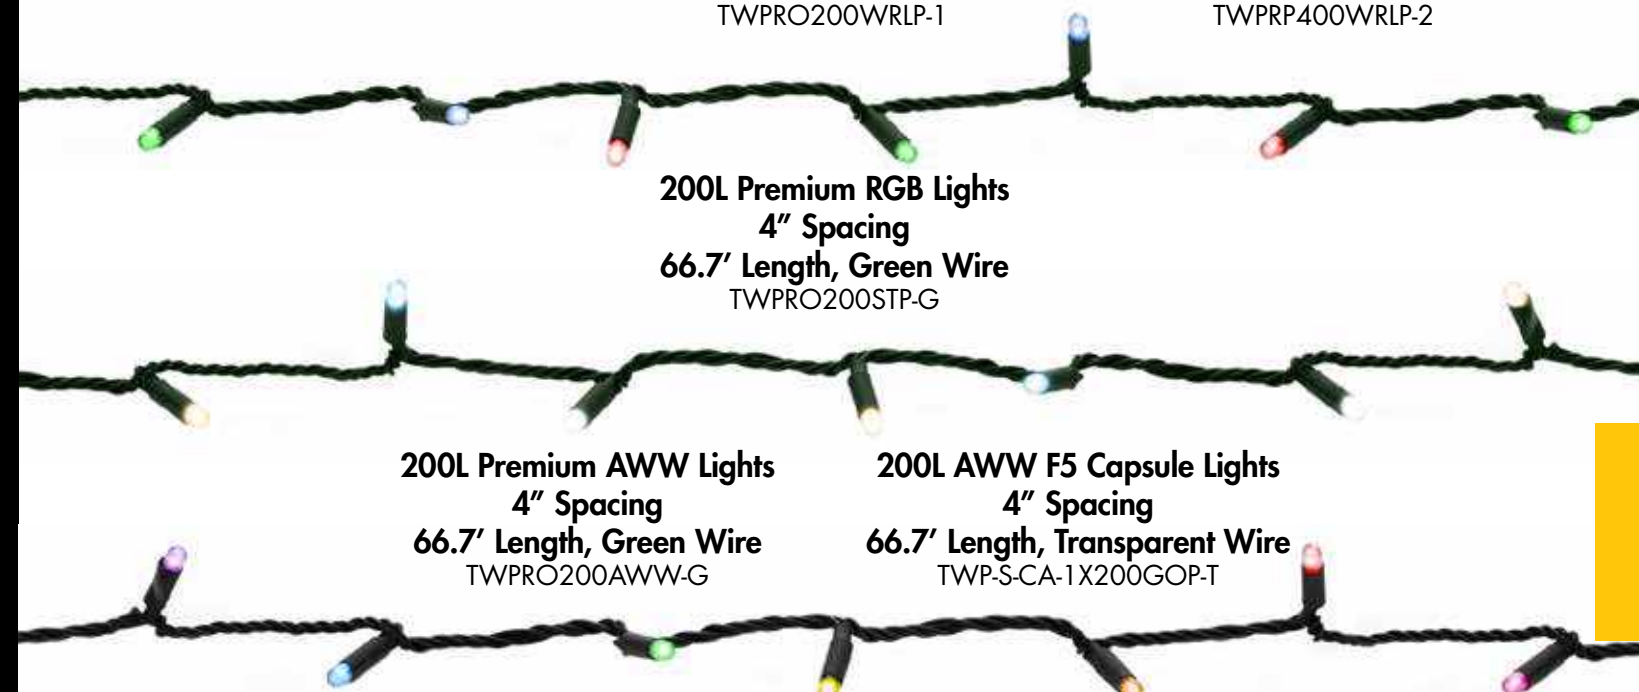 TWPRO200WRLP-1
TWPRP400WRLP-2
200L Premium RGB Lights
4” Spacing
66.7’ Length, Green Wire
TWPRO200STP-G
200L Premium AWW Lights
4” Spacing
66.7’ Length, Green Wire
TWPRO200AWW-G
200L AWW F5 Capsule Lights
4” Spacing
66.7’ Length, Transparent Wire
TWP-S-CA-1X200GOP-T